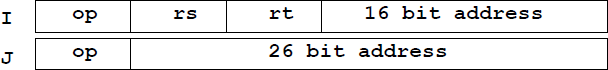 I op rs rt 16 bit address
J op 26 bit address